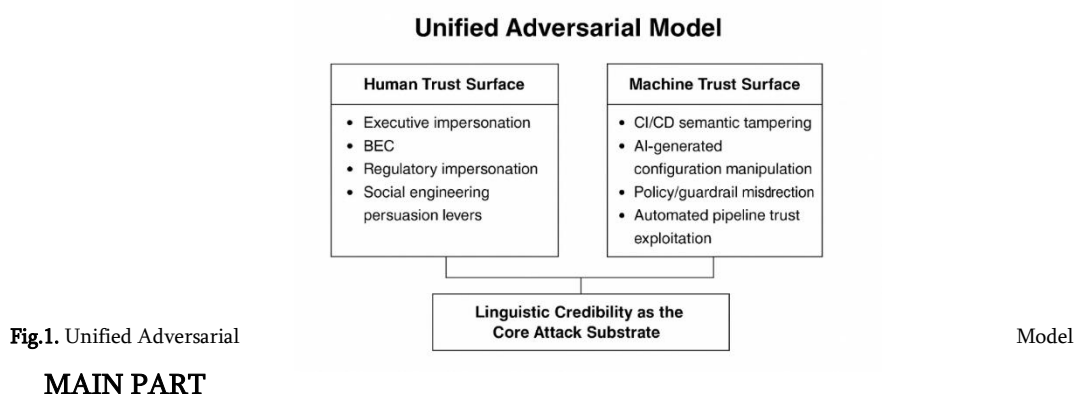 Unified Adversarial Model
Human Trust Surface
• Executive impersonation
• BEC
• Regulatory impersonation
• Social engineering
persuasion levers
Machine Trust Surface
• CI/CD semantic tampering
• AI-generated
configuration manipulation
• Policy/guardrail misdrection
• Automated pipeline trust
exploitation
Linguistic Credibility as the
Core Attack Substrate
Fig.1. Unified Adversarial Model
MAIN PART